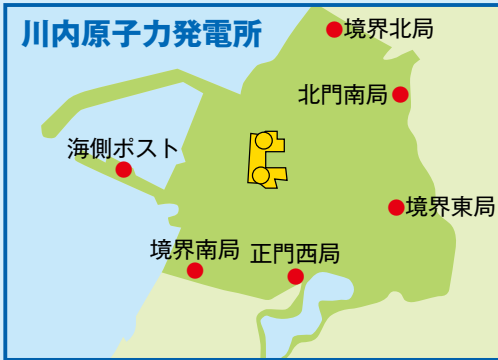 川内原子力発電所
境界北局
北門南局
海側ポスト
境界東局
境界南局
正門西局